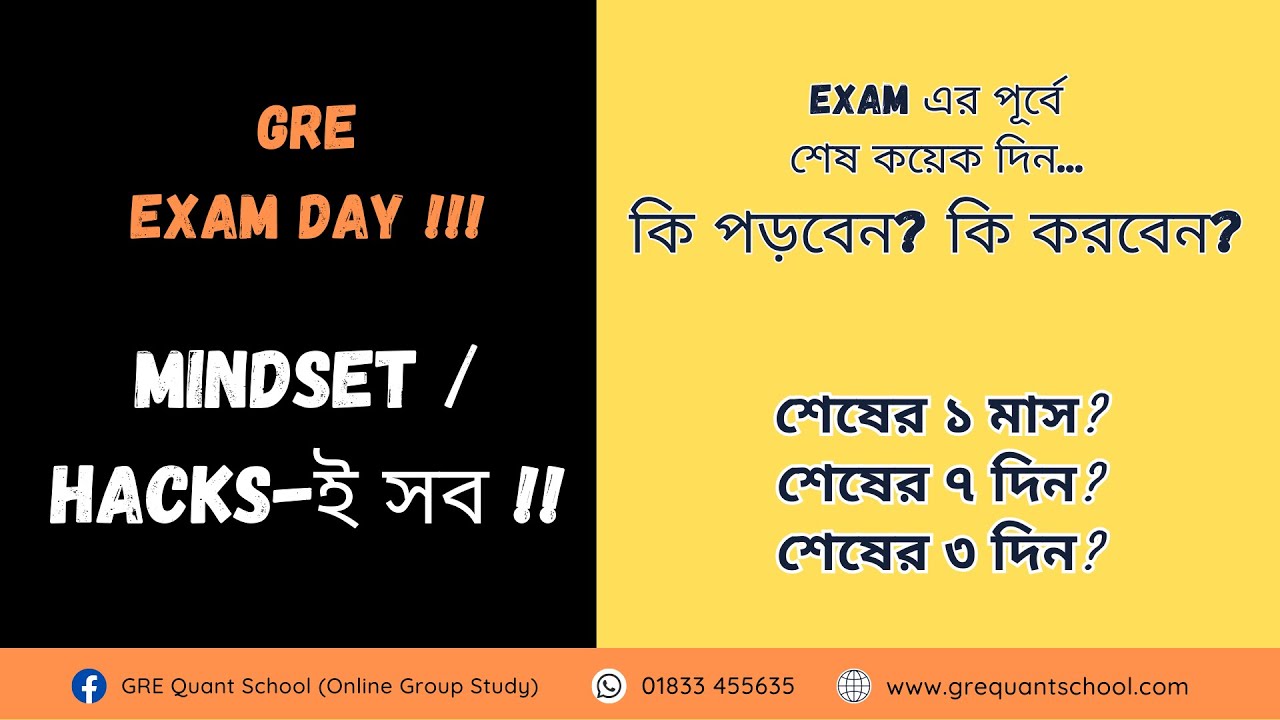 GRE
EXAM DAY !!!
MINDSET /
HACKS-ই সব !!
EXAM এর পূর্বে
শেষ কয়েক দিন...
কি পড়বেন? কি করবেন?
শেষের ১ মাস?
শেষের ৭ দিন?
শেষের ৩ দিন?
GRE Quant School (Online Group Study)
01833 455635
www.grequantschool.com